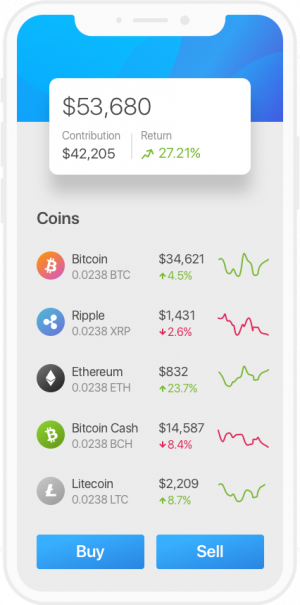 $53,680
Contribution Return
$42,205 27.21%
Coins
Bitcoin $34,621
0.0238 BTC 4.5%
Ripple $1,431
0.0238 XRP 2.6%
Ethereum $832
0.0238 ETH 23.7%
Bitcoin Cash $14,587
0.0238 BCH 8.4%
Litecoin $2,209
0.0238 LTC 8.7%
Buy Sell